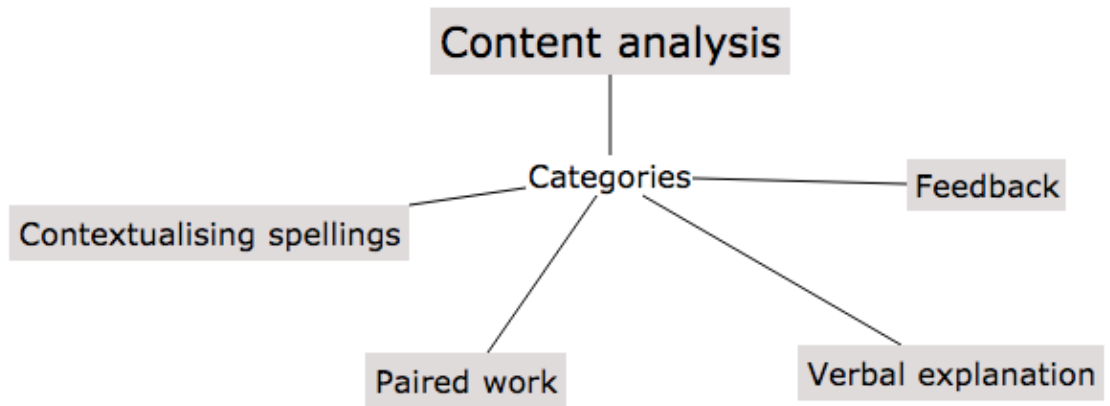 Content analysis
Categories
Feedback
Contextualising spellings
Paired work
Verbal explanation